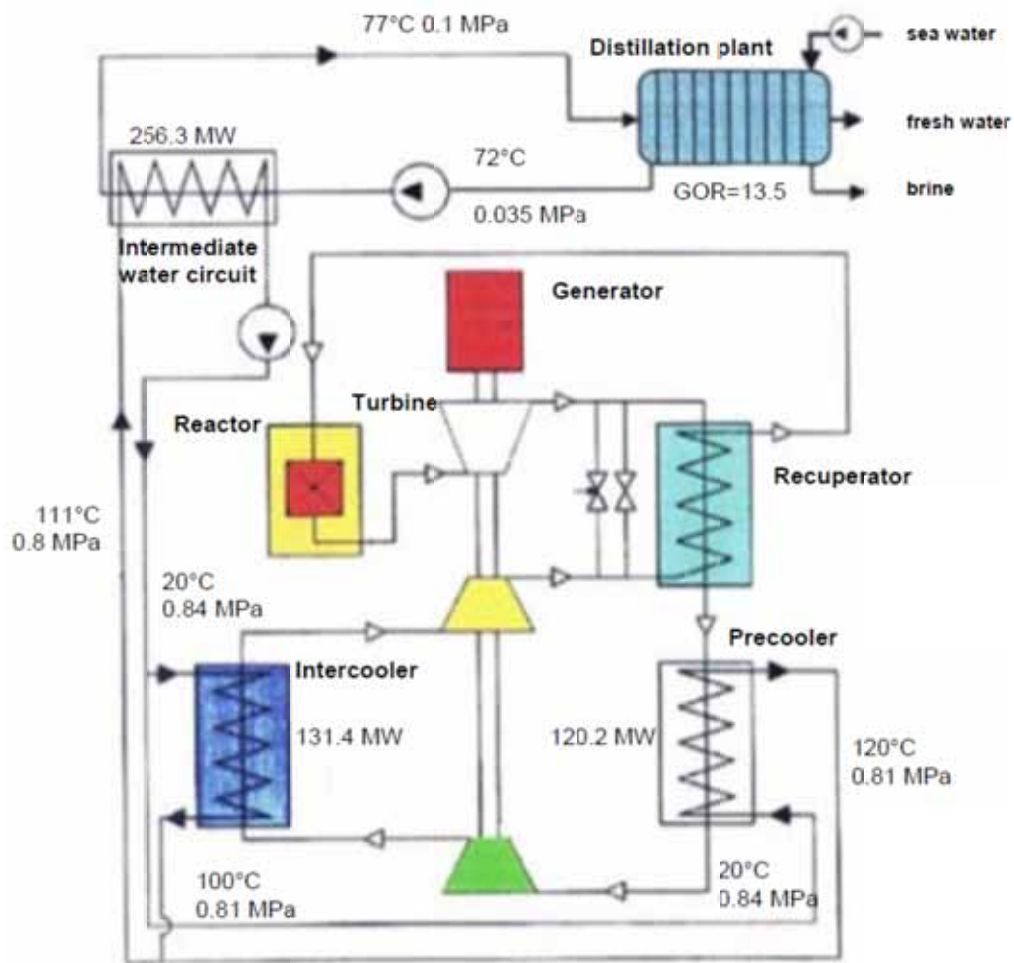 77°C 0.1 MPa
Distillation plant
sea water
256.3 MW
fresh water
72°C
0.035 MPa
GOR=13.5
brine
Intermediate
water circuit
Generator
Turbine
Reactor
Recuperator
111°C
0.8 MPa
20°C
0.84 MPa
Intercooler
Precooler
131.4 MW
120.2 MW
120°C
0.81 MPa
100°C
0.81 MPa
20°C
0.84 MPa